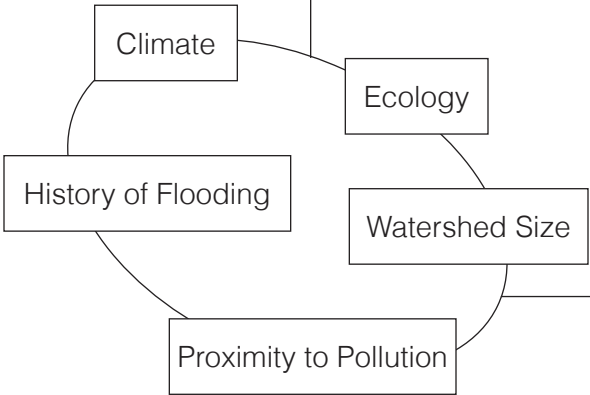 Climate
Ecology
History of Flooding
Watershed Size
Proximity to Pollution